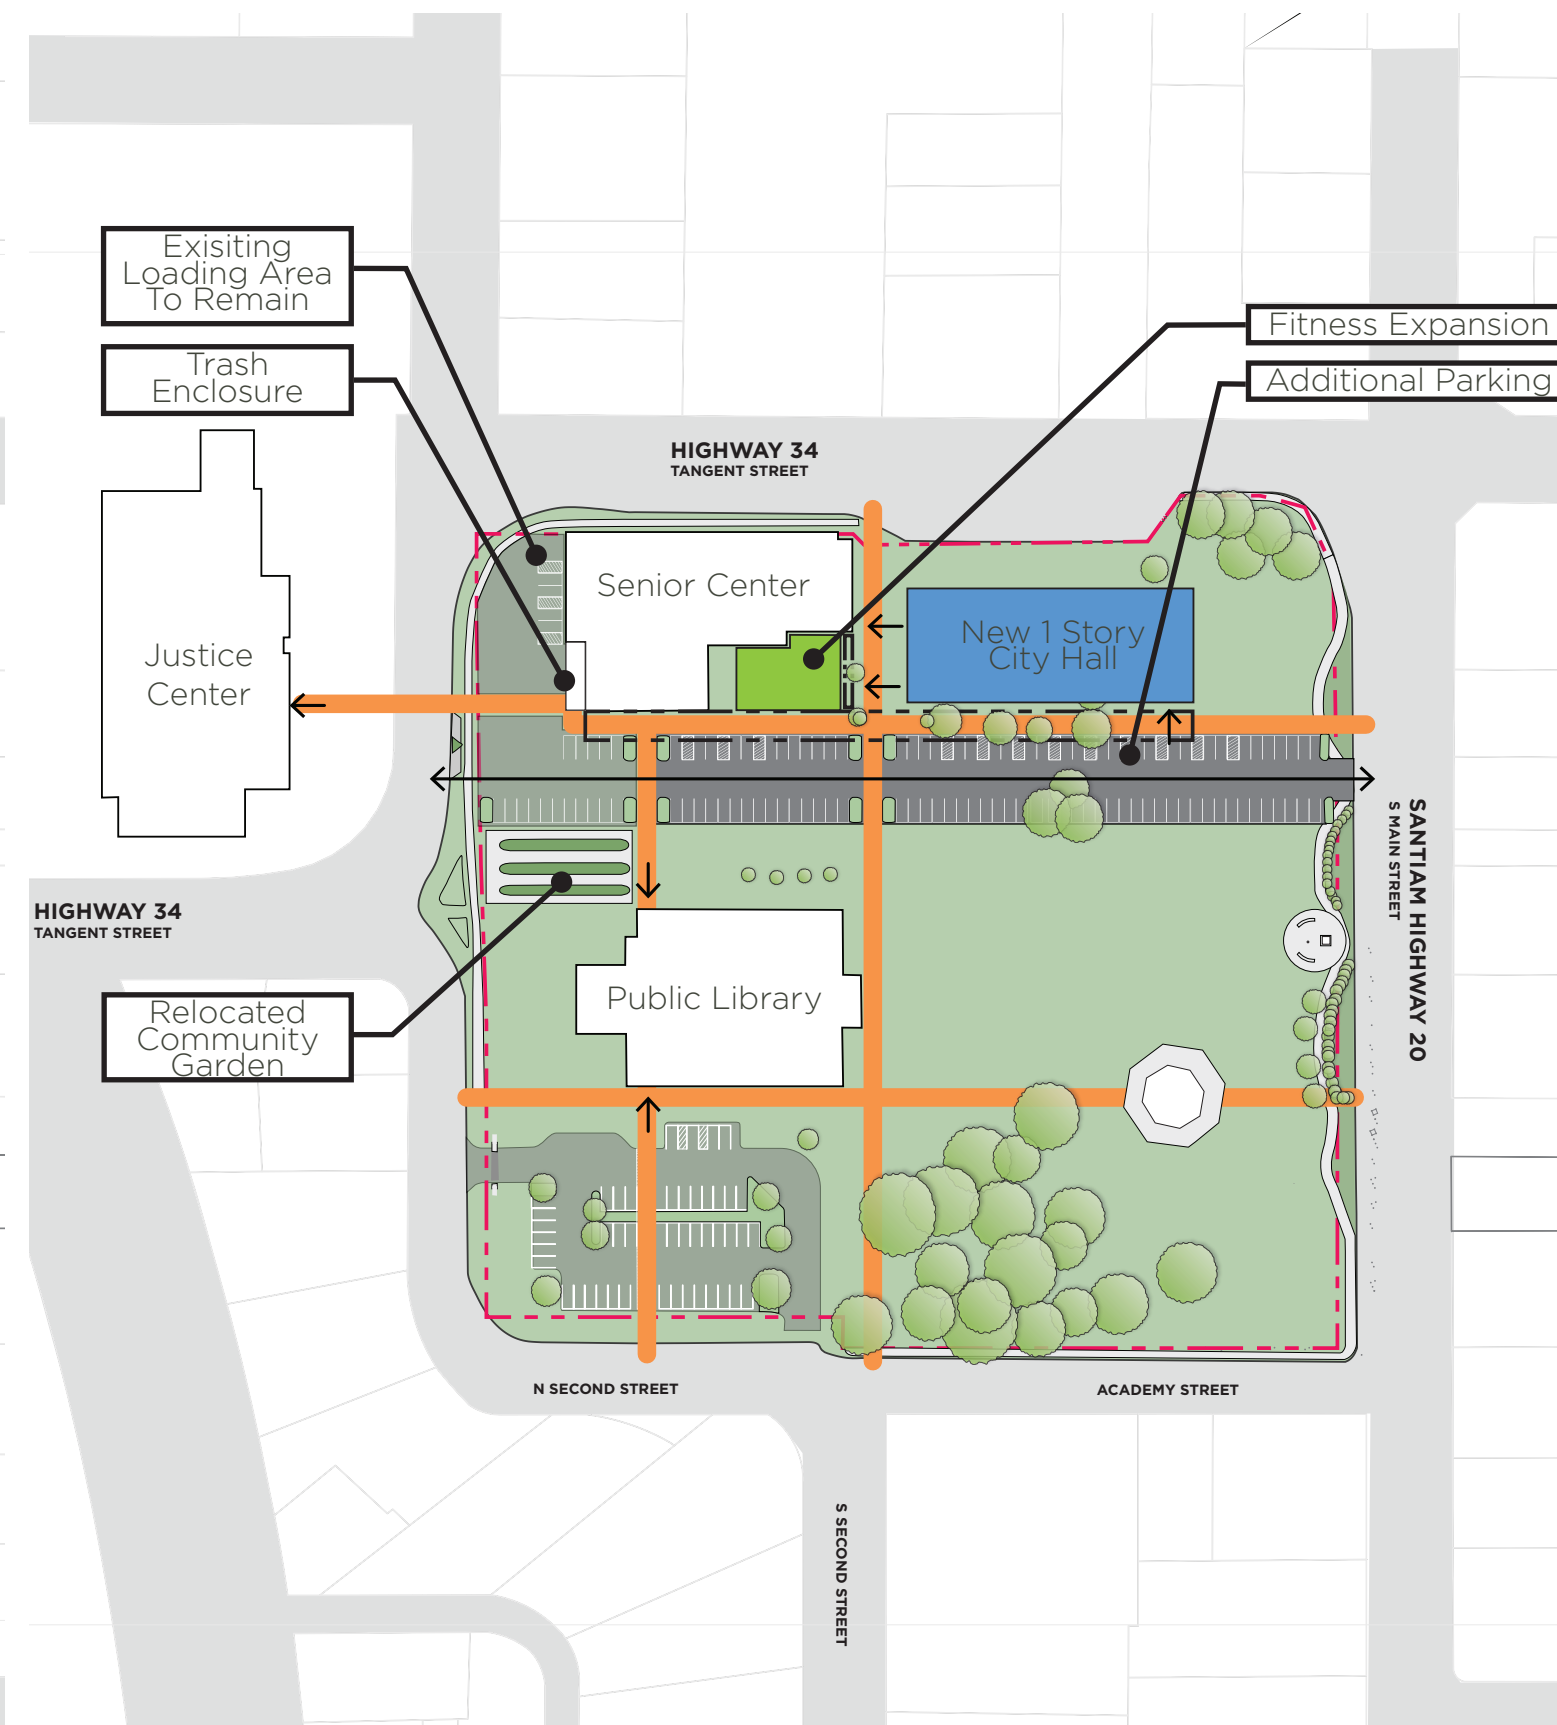 Exisiting
Loading Area
To Remain
Trash
Enclosure
Fitness Expansion
Additional Parking
HIGHWAY 34
TANGENT STREET
Senior Center
New 1 Story
City Hall
Justice
Center
HIGHWAY 34
TANGENT STREET
SANTIAM HIGHWAY 20
S MAIN STREET
Public Library
Relocated
Community
Garden
N SECOND STREET
ACADEMY STREET
S SECOND STREET